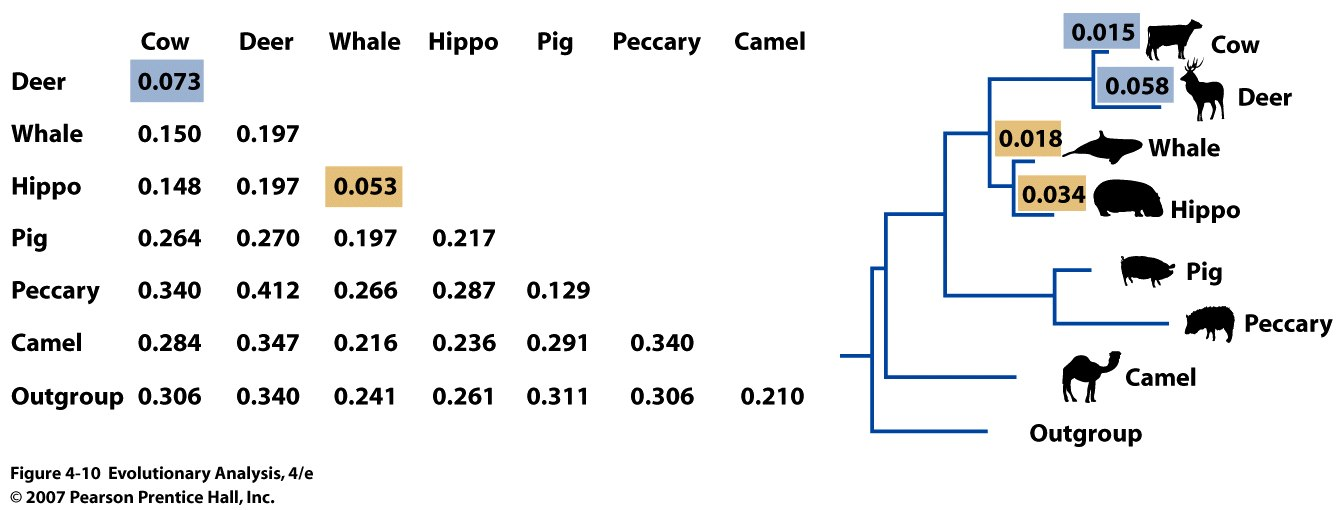 Cow Deer Whale Hippo Pig Peccary Camel
Deer 0.073
Whale 0.150 0.197
Hippo 0.148 0.197 0.053
Pig 0.264 0.270 0.197 0.217
Peccary 0.340 0.412 0.266 0.287 0.129
Camel 0.284 0.347 0.216 0.236 0.291 0.340
Outgroup 0.306 0.340 0.241 0.261 0.311 0.306 0.210
0.015 Cow
0.058 Deer
0.018 Whale
0.034 Hippo
Pig
Peccary
Camel
Outgroup
Figure 4-10 Evolutionary Analysis, 4/e
© 2007 Pearson Prentice Hall, Inc.